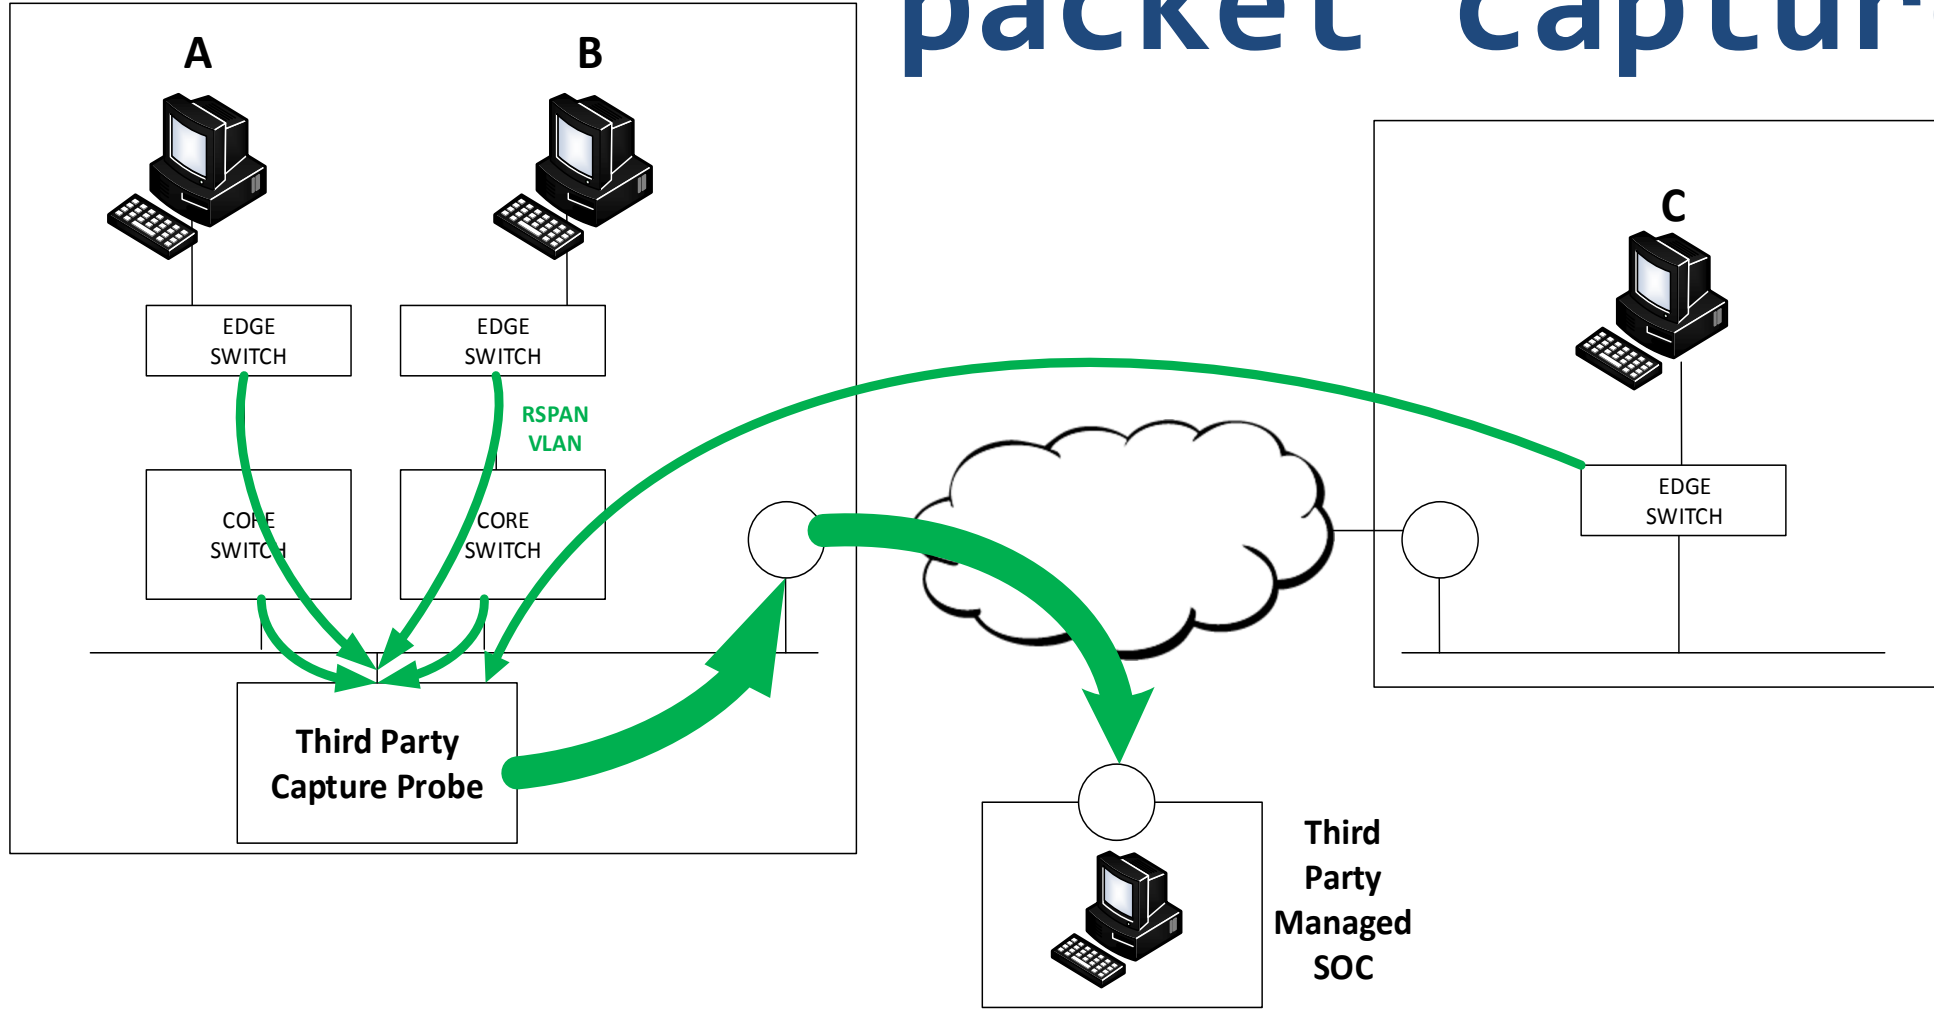 packet capture
A
B
C
EDGE
SWITCH
EDGE
SWITCH
RSPAN
VLAN
EDGE
SWITCH
CORE
SWITCH
CORE
SWITCH
Third Party
Capture Probe
Third
Party
Managed
SOC